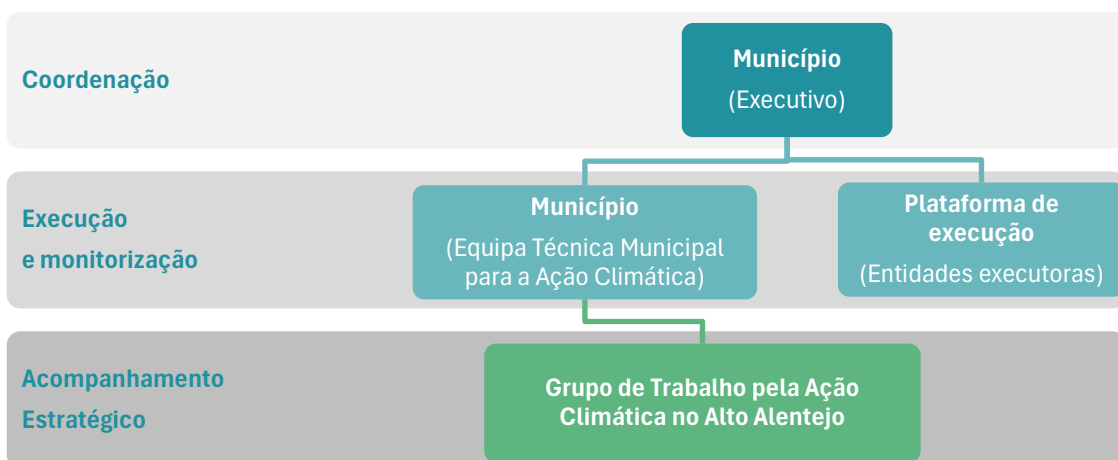 Coordenação
Município
(Executivo)
Execução
e monitorização
Município
(Equipa Técnica Municipal
para a Ação Climática)
Plataforma de
execução
(Entidades executoras)
Acompanhamento
Estratégico
Grupo de Trabalho pela Ação
Climática no Alto Alentejo